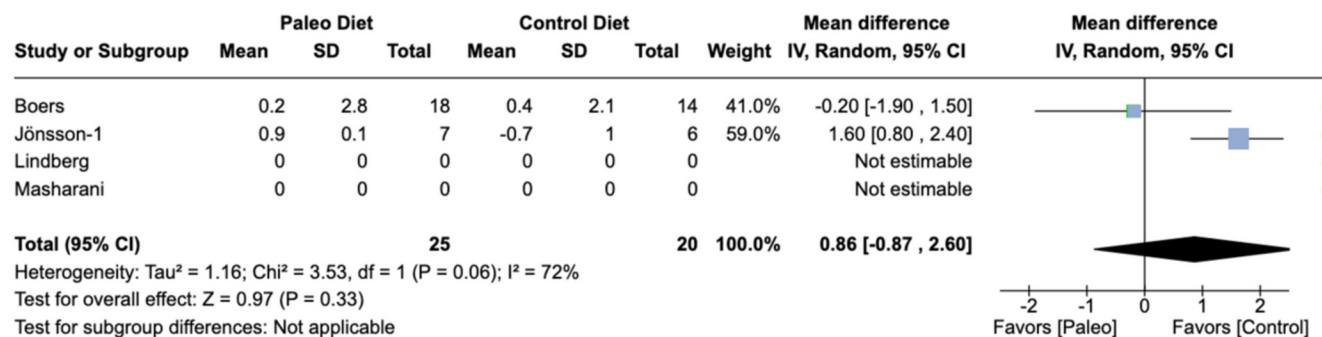 Paleo Diet Control Diet Mean difference Mean difference
Study or Subgroup Mean SD Total Mean SD Total Weight IV, Random, 95% CI IV, Random, 95% CI
Boers 0.2 2.8 18 0.4 2.1 14 41.0% -0.20 [-1.90 , 1.50]
Jönsson-1 0.9 0.1 7 -0.7 1 6 59.0% 1.60 [0.80 , 2.40]
Lindberg 0 0 0 0 0 0 Not estimable
Masharani 0 0 0 0 0 0 Not estimable
Total (95% CI) 25 20 100.0% 0.86 [-0.87 , 2.60]
Heterogeneity: Tau² = 1.16; Chi² = 3.53, df = 1 (P = 0.06); I² = 72%
Test for overall effect: Z = 0.97 (P = 0.33)
Test for subgroup differences: Not applicable
-2 -1 0 1 2
Favors [Paleo] Favors [Control]